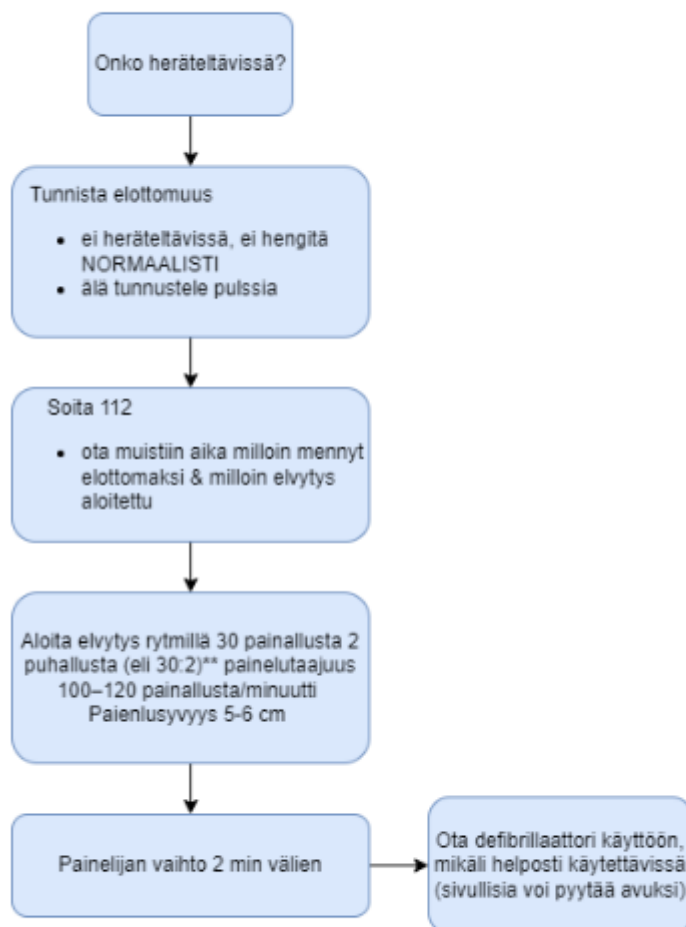 Onko heräteltävissä?
Tunnista elottomuus
• ei heräteltävissä, ei hengitä
NORMAALISTI
• älä tunnustele pulssia
Soita 112
• ota muistiin aika milloin mennyt
elottomaksi & milloin elvytys
aloitettu
Aloita elvytys rytmillä 30 painallusta 2
puhallusta (eli 30:2)** painelutaajuus
100–120 painallusta/minuutti
Paienlusyvyys 5-6 cm
Painelijan vaihto 2 min välien
Ota defibrillaattori käyttöön,
mikäli helposti käytettävissä
(sivullisia voi pyytää avuksi)